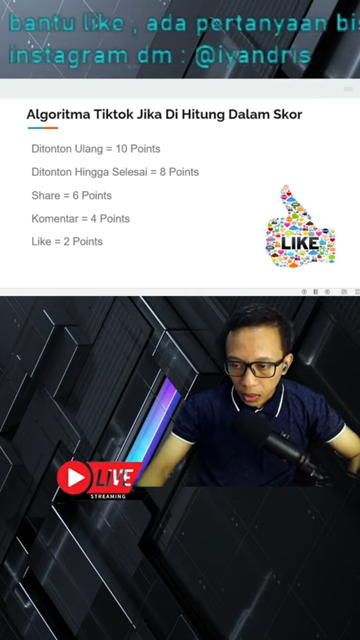 bantu like , ada pertanyaan bis
instagram dm : @iyandris
Algoritma Tiktok Jika Di Hitung Dalam Skor
Ditonton Ulang = 10 Points
Ditonton Hingga Selesai = 8 Points
Share = 6 Points
Komentar = 4 Points
Like = 2 Points
LIKE
LIVE
STREAMING